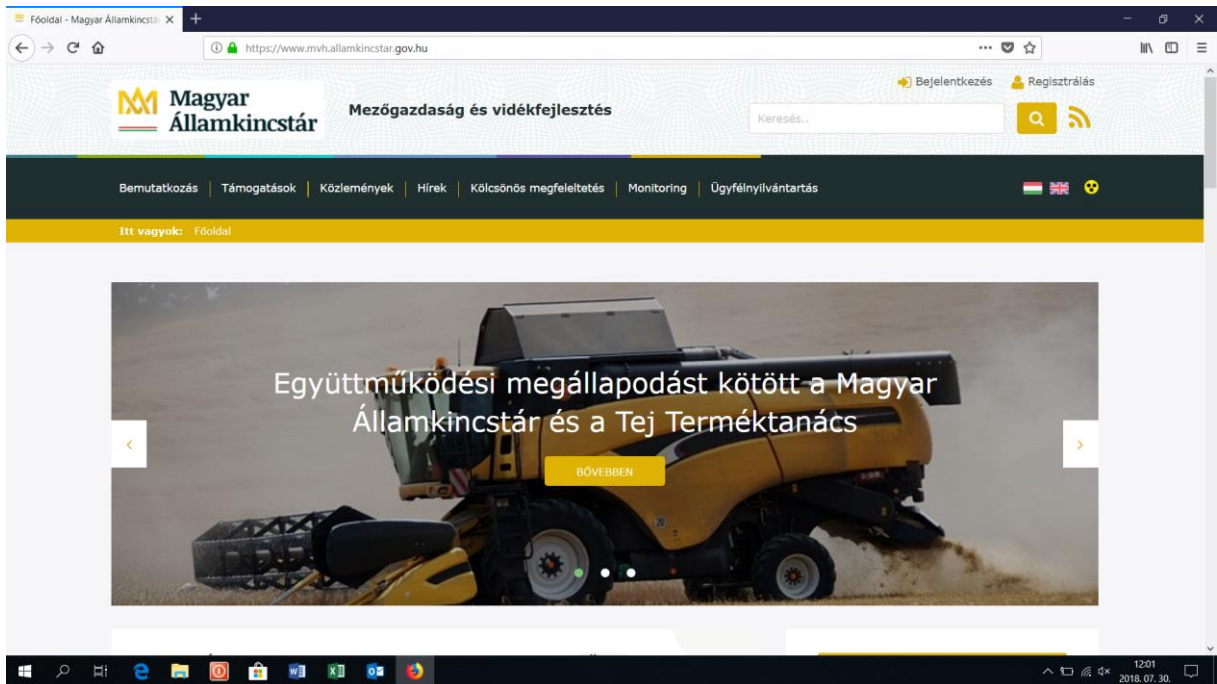 Főoldal - Magyar Államkincstá
https://www.mvh.allamkincstar.gov.hu
Bejelentkezés Regisztrálás
Magyar
Államkincstár
Mezőgazdaság és vidékfejlesztés
Keresés..
Bemutatkozás | Támogatások | Közlemények | Hírek | Kölcsönös megfeleltetés | Monitoring | Ügyfélnyilvántartás
Itt vagyok: Főoldal
Együttműködési megállapodást kötött a Magyar
Államkincstár és a Tej Terméktanács
BŐVEBBEN
12:01
2018. 07. 30.